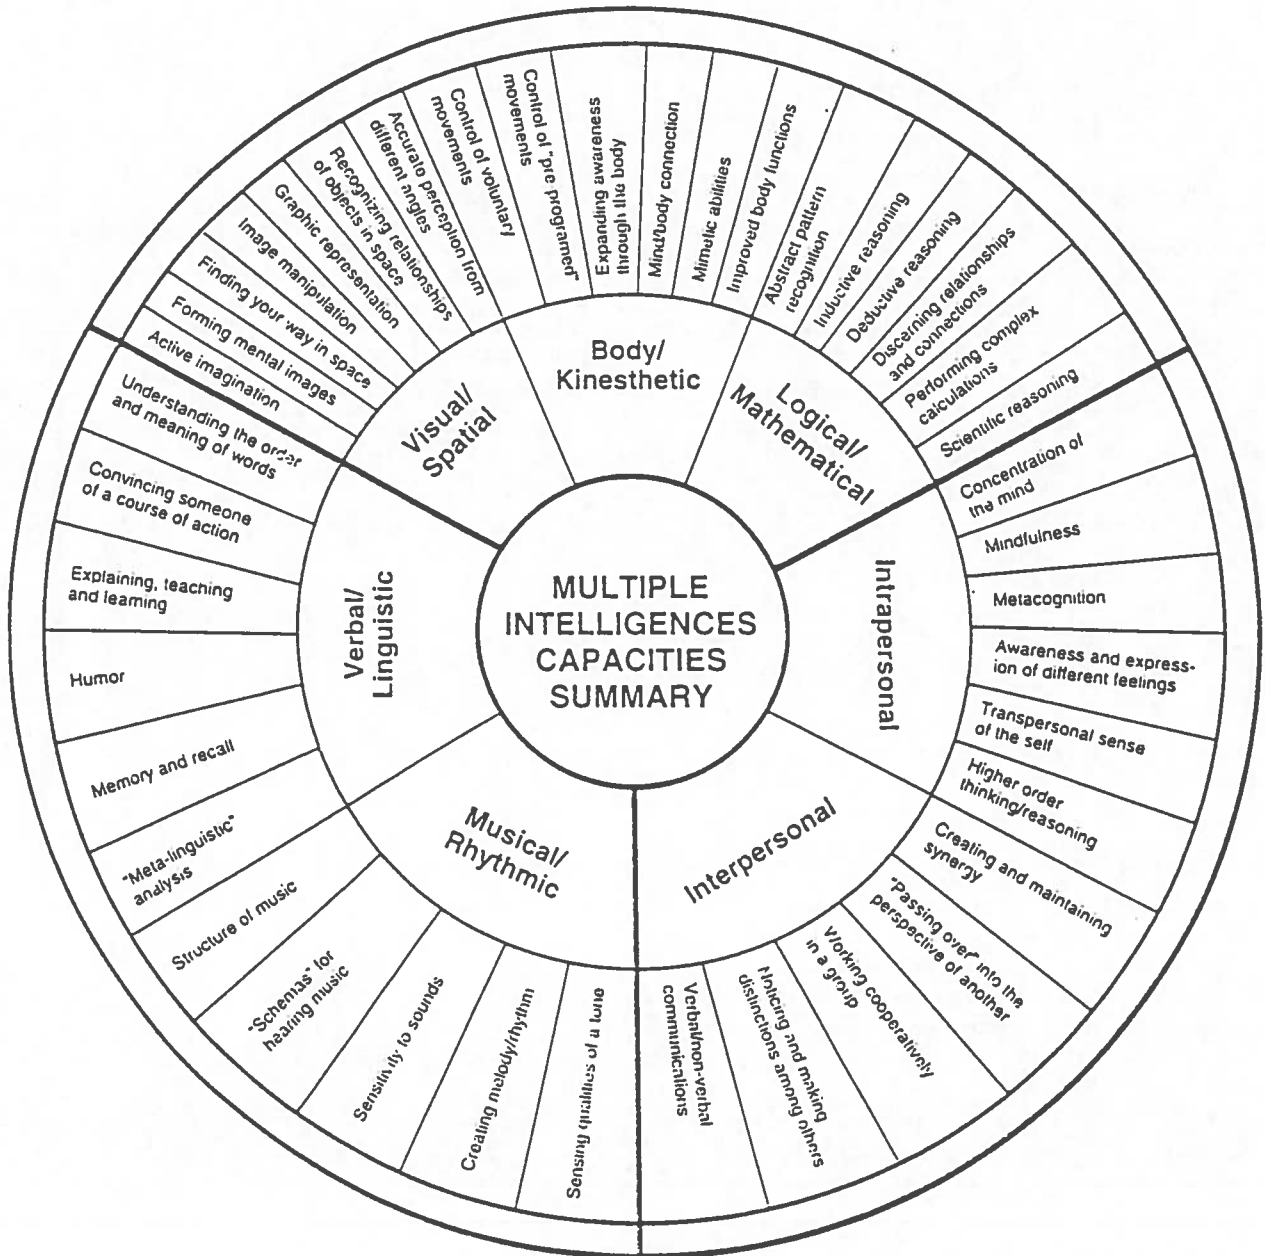 MULTIPLE
INTELLIGENCES
CAPACITIES
SUMMARY
Verbal/
Linguistic
Understanding the order
and meaning of words
Convincing someone
of a course of action
Explaining, teaching
and learning
Humor
Memory and recall
"Meta-linguistic"
analysis
Visual/
Spatial
Active imagination
Forming mental images
Finding your way in space
Image manipulation
Graphic representation
Recognizing relationships
of objects in space
Accurate perception from
different angles
Body/
Kinesthetic
Control of voluntary
movements
Control of "pre programed"
movements
Expanding awareness
through the body
Mind/body connection
Mimetic abilities
Improved body functions
Logical/
Mathematical
Abstract pattern
recognition
Inductive reasoning
Deductive reasoning
Discerning relationships
and connections
Performing complex
calculations
Scientific reasoning
Intrapersonal
Concentration of
the mind
Mindfulness
Metacognition
Awareness and express-
ion of different feelings
Transpersonal sense
of the self
Higher order
thinking/reasoning
Interpersonal
Creating and maintaining
synergy
"Passing over" into the
perspective of another
Working cooperatively
in a group
Noticing and making
distinctions among others
Verbal/non-verbal
communications
Musical/
Rhythmic
Sensing qualities of a tone
Creating melody/rhythm
Sensitivity to sounds
"Schemas" for
hearing music
Structure of music